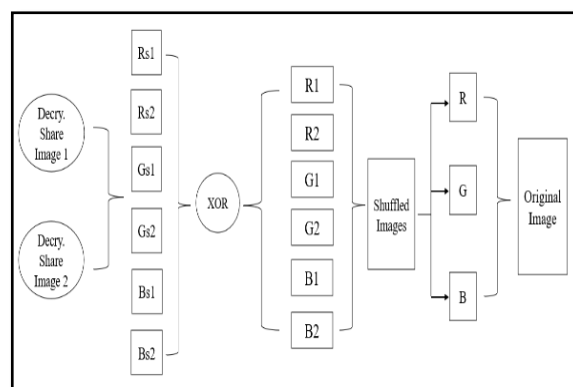 Decry.
Share
Image 1
Decry.
Share
Image 2
Rs1
Rs2
Gs1
Gs2
Bs1
Bs2
XOR
R1
R2
G1
G2
B1
B2
Shuffled
Images
R
G
B
Original
Image